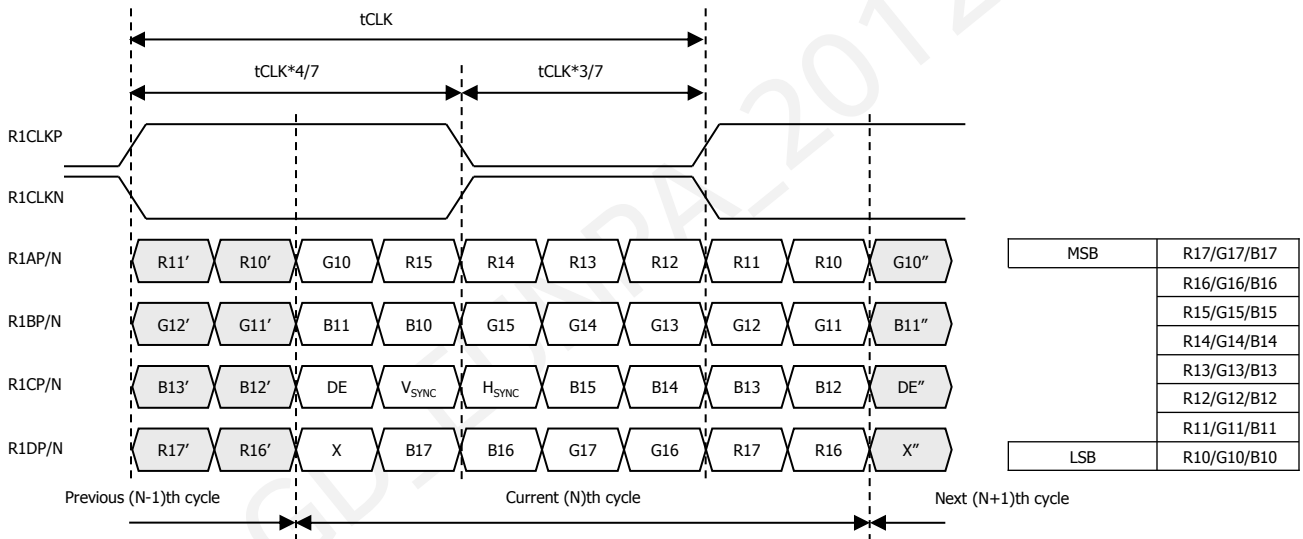 tCLK
tCLK*4/7 tCLK*3/7
R1CLKP
R1CLKN
R1AP/N R11’ R10’ G10 R15 R14 R13 R12 R11 R10 G10” MSB R17/G17/B17
R16/G16/B16
R1BP/N G12’ G11’ B11 B10 G15 G14 G13 G12 G11 B11” R15/G15/B15
R14/G14/B14
R1CP/N B13’ B12’ DE VSYNC HSYNC B15 B14 B13 B12 DE” R13/G13/B13
R12/G12/B12
R11/G11/B11
R1DP/N R17’ R16’ X B17 B16 G17 G16 R17 R16 X” LSB R10/G10/B10
Previous (N-1)th cycle Current (N)th cycle Next (N+1)th cycle